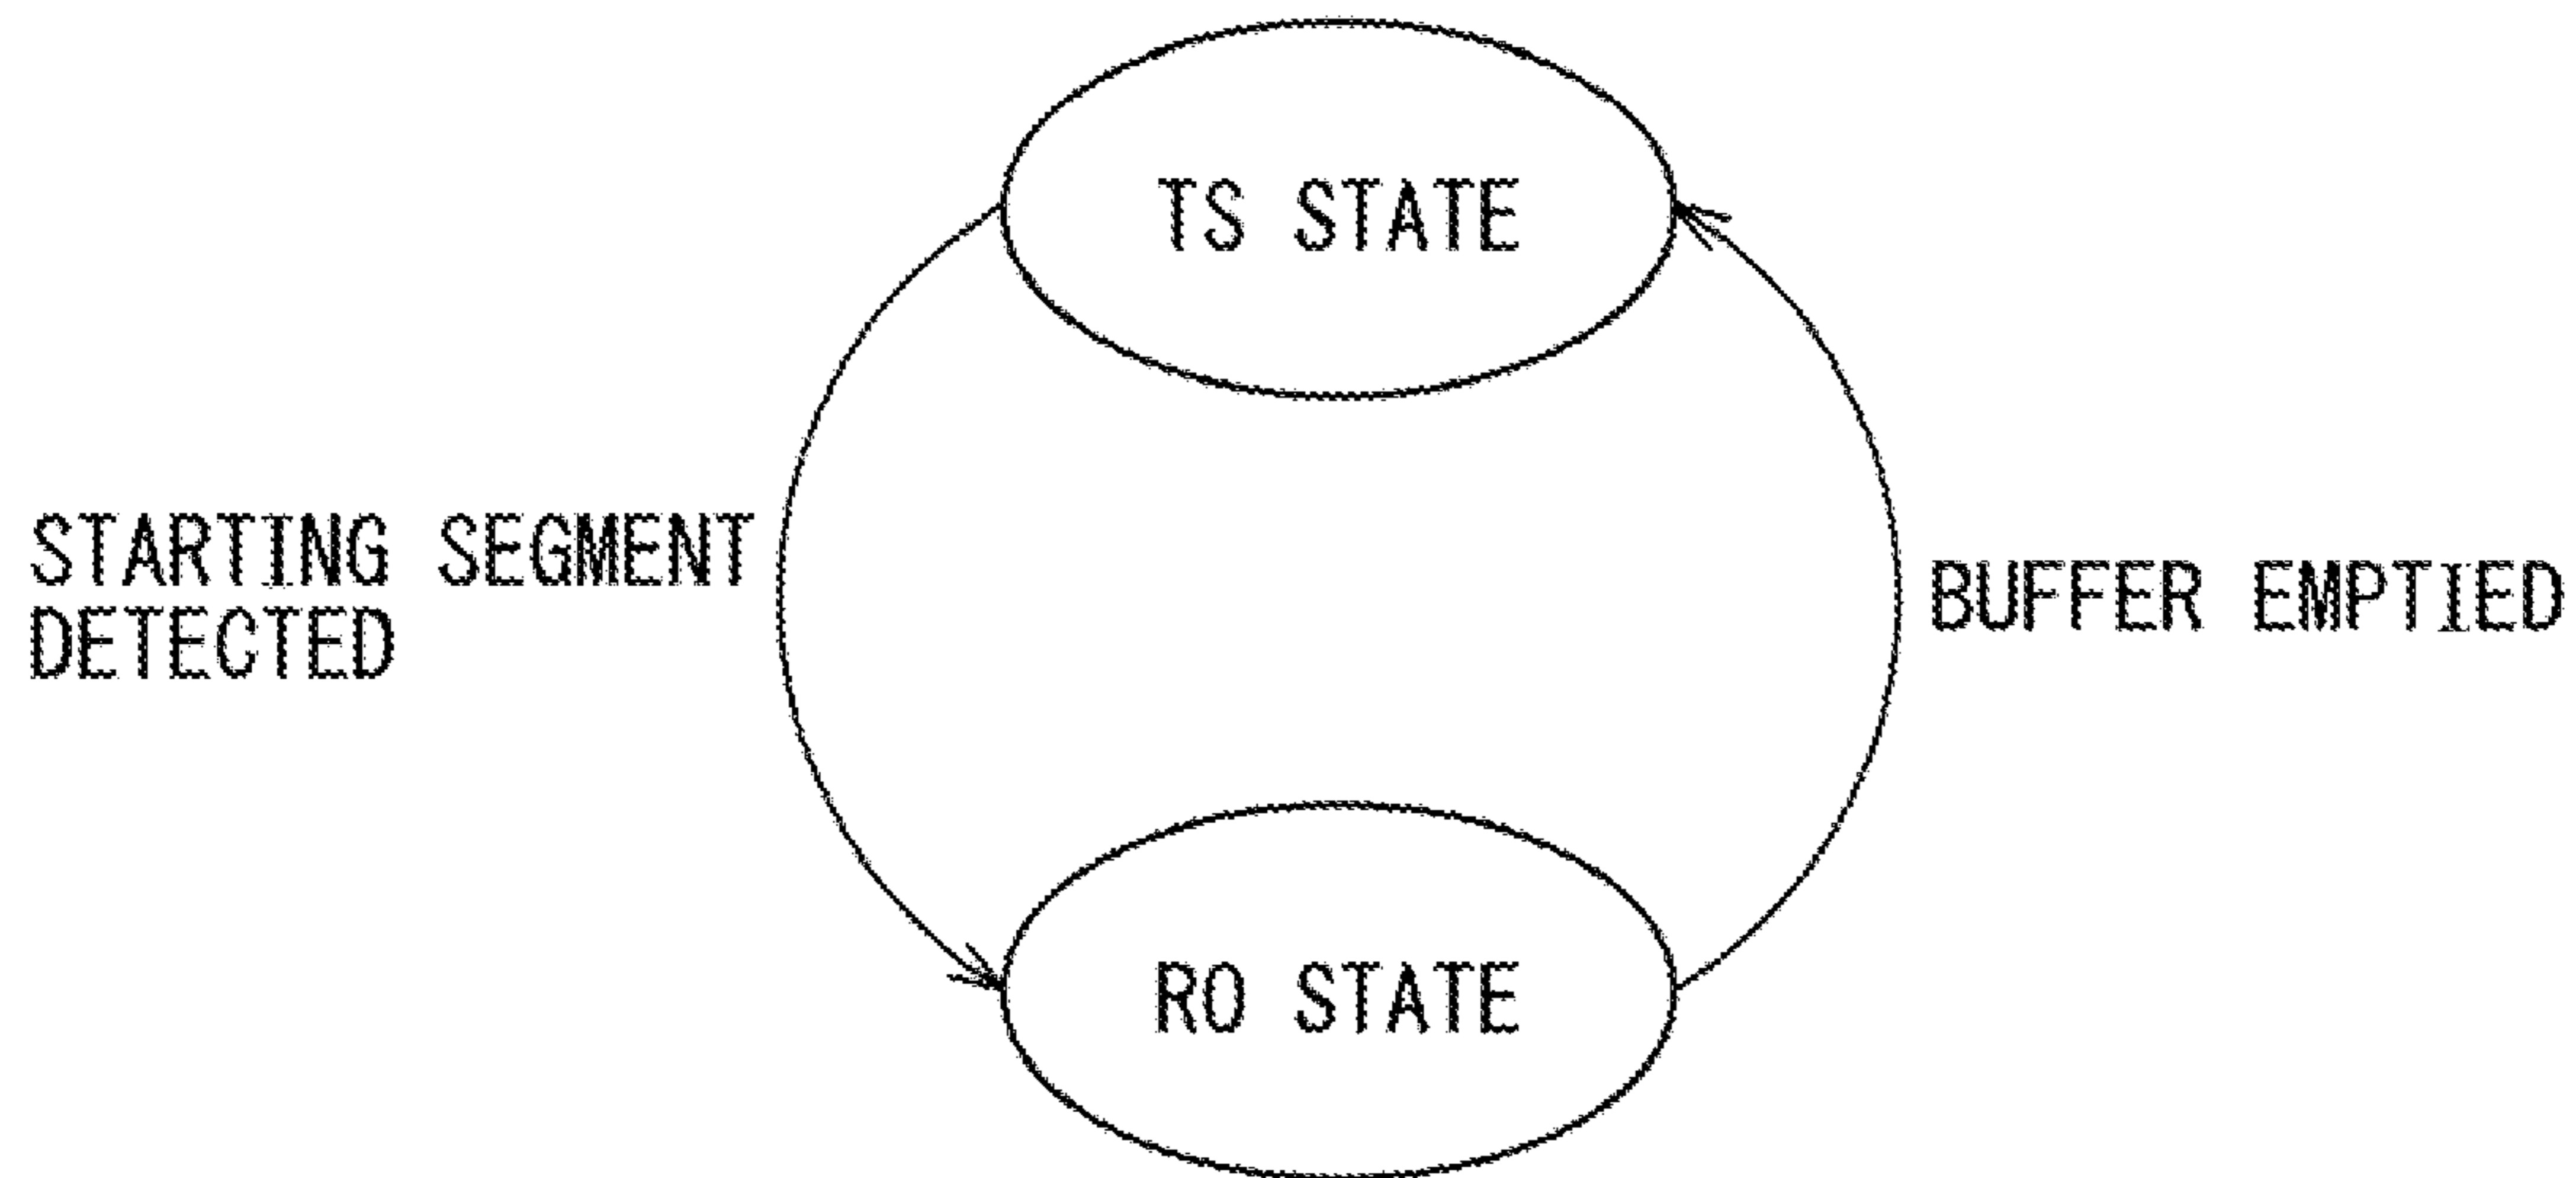 TS STATE
STARTING SEGMENT
DETECTED
BUFFER EMPTIED
RO STATE